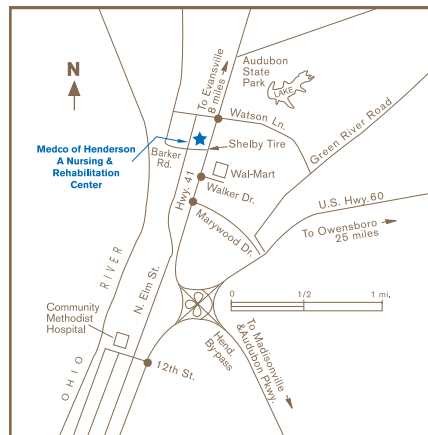 N
To Evansville
8 miles
Audubon
State
Park
LAKE
Watson Ln.
Green River Road
Medco of Henderson
A Nursing &
Rehabilitation
Center
Barker
Rd.
Shelby Tire
Wal-Mart
Walker Dr.
Hwy. 41
Marywood Dr.
U.S. Hwy.60
To Owensboro
25 miles
OHIO RIVER
N. Elm St.
0 1/2 1 mi,
Community
Methodist
Hospital
12th St.
Hend.
By-pass
To Madisonville
&Audubon Pkwy.